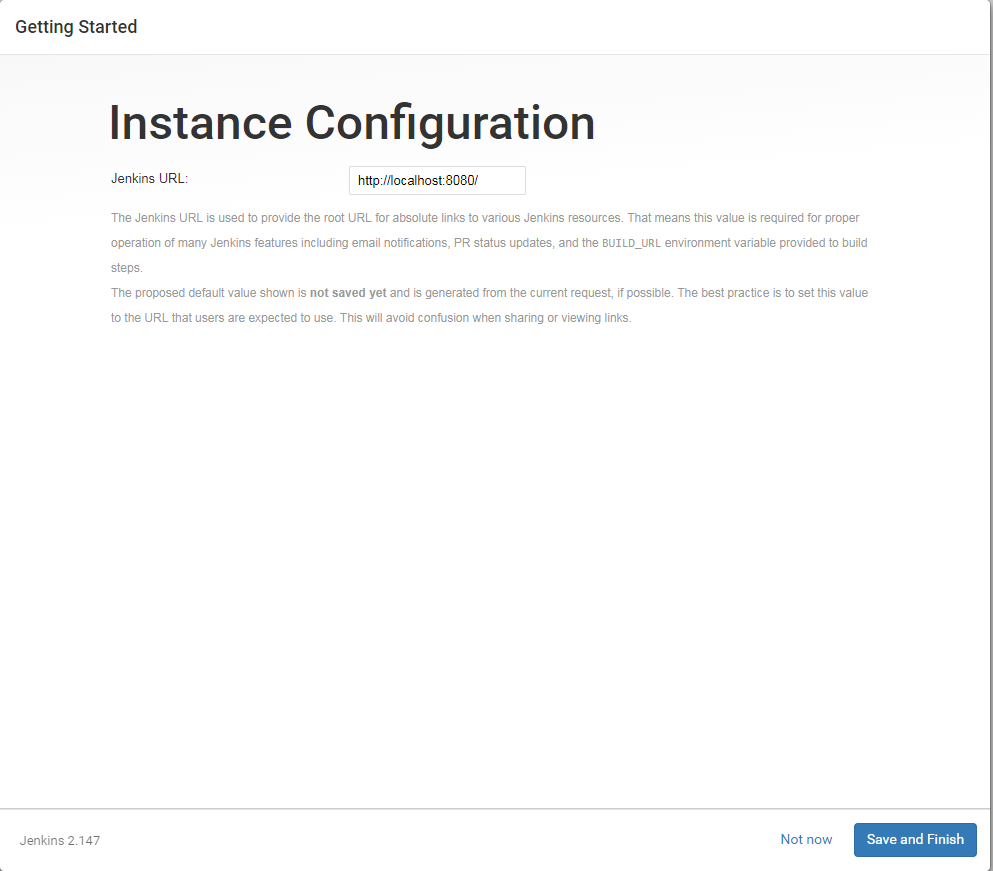 Getting Started
Instance Configuration
Jenkins URL: http://localhost:8080/
The Jenkins URL is used to provide the root URL for absolute links to various Jenkins resources. That means this value is required for proper
operation of many Jenkins features including email notifications, PR status updates, and the BUILD_URL environment variable provided to build
steps.
The proposed default value shown is not saved yet and is generated from the current request, if possible. The best practice is to set this value
to the URL that users are expected to use. This will avoid confusion when sharing or viewing links.
Jenkins 2.147 Not now Save and Finish